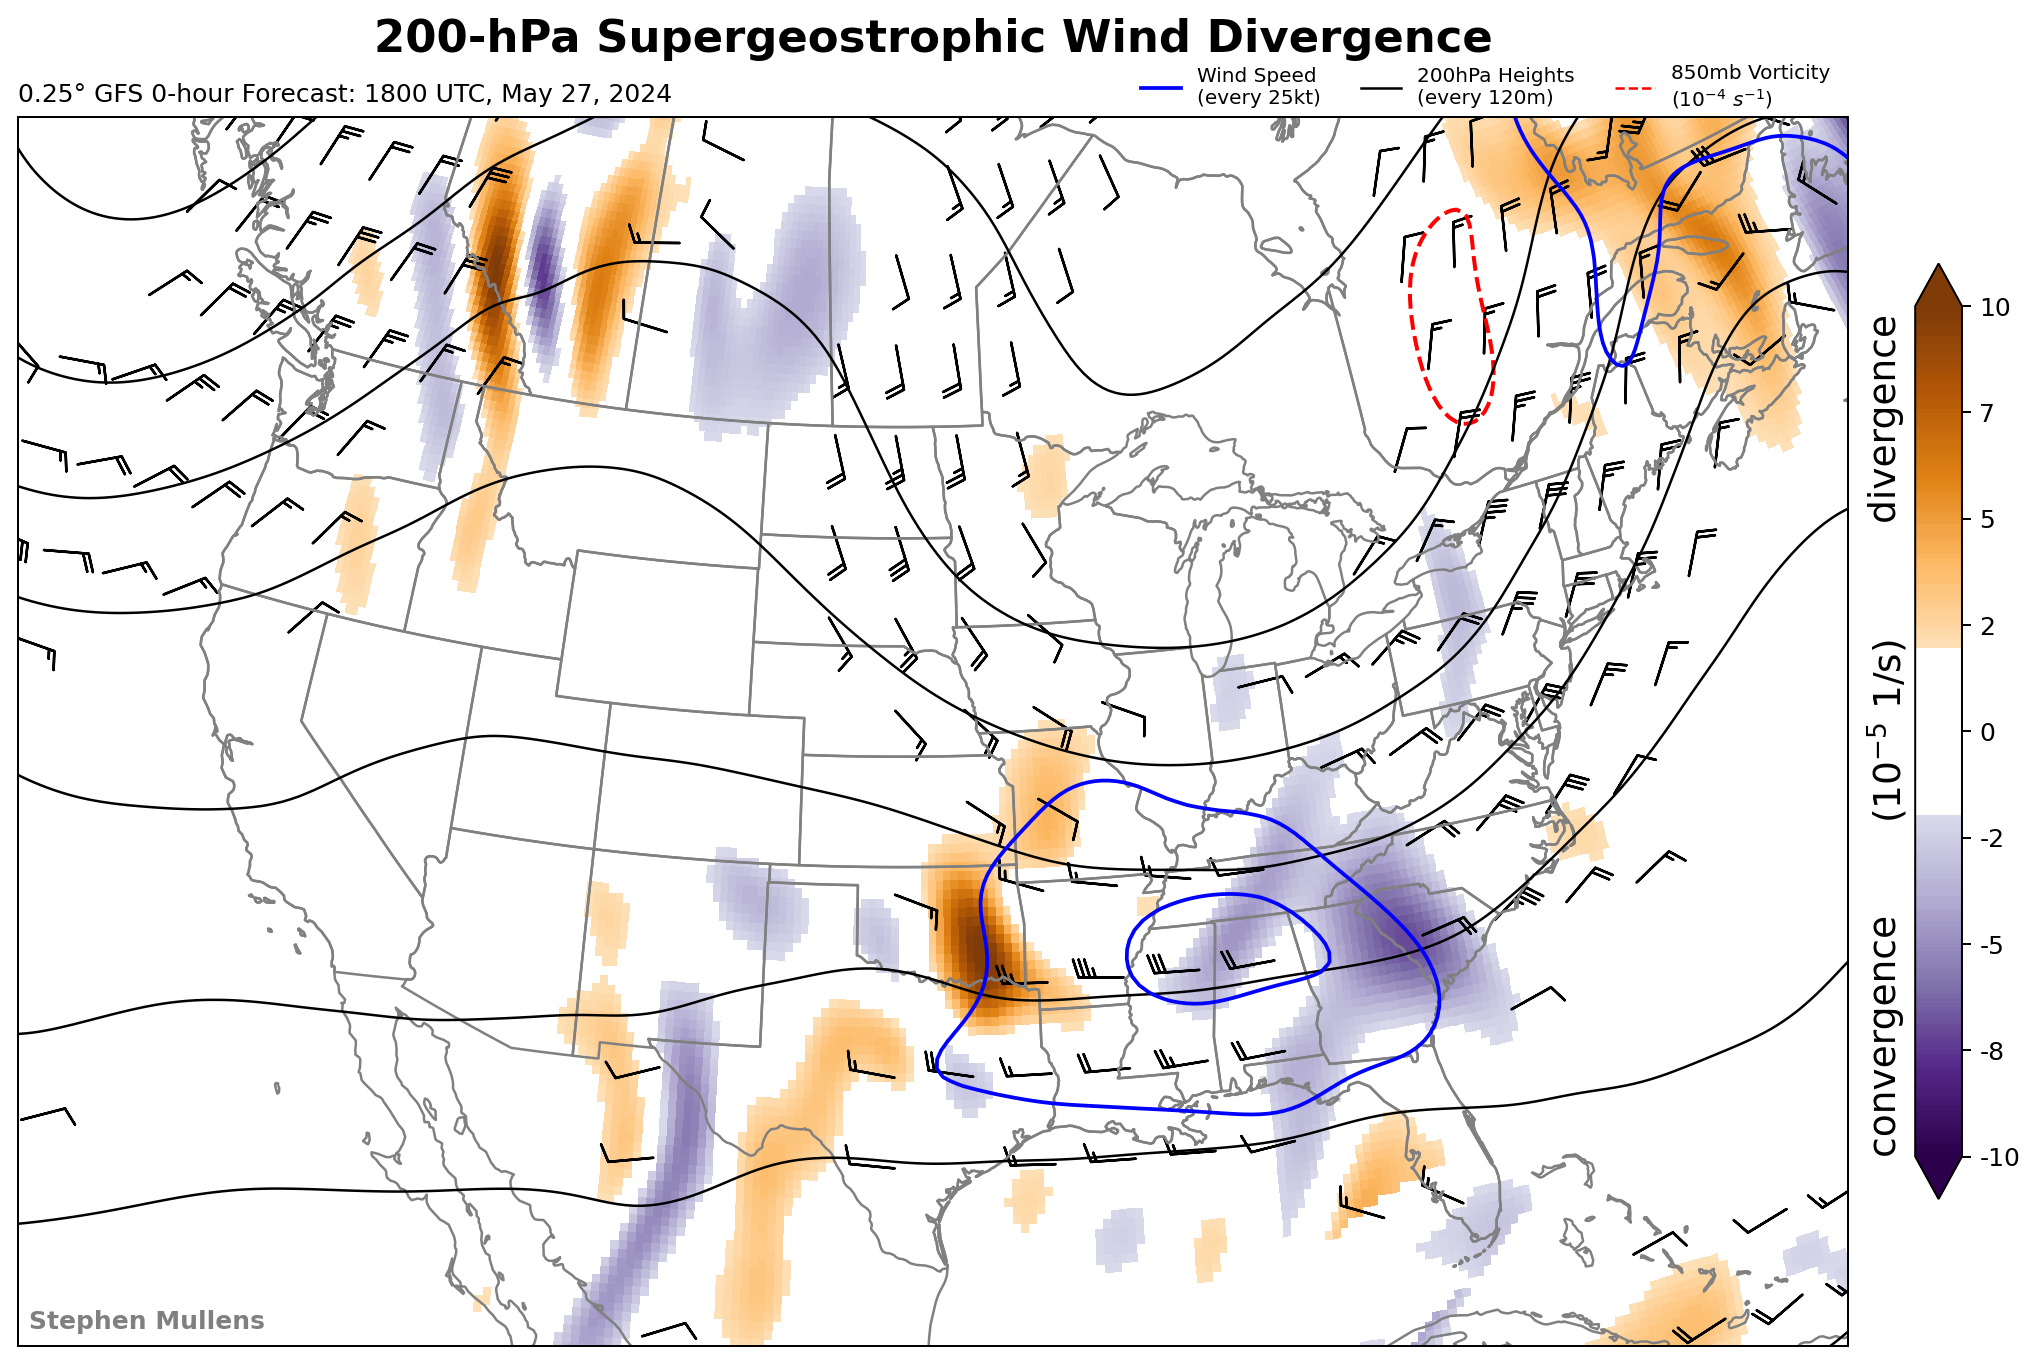 200-hPa Supergeostrophic Wind Divergence
0.25° GFS 0-hour Forecast: 1800 UTC, May 27, 2024
Wind Speed
(every 25kt)
200hPa Heights
(every 120m)
850mb Vorticity
(10⁻⁴ s⁻¹)
10
7
5
2
0
-2
-5
-8
-10
convergence (10⁻⁵ 1/s) divergence
Stephen Mullens